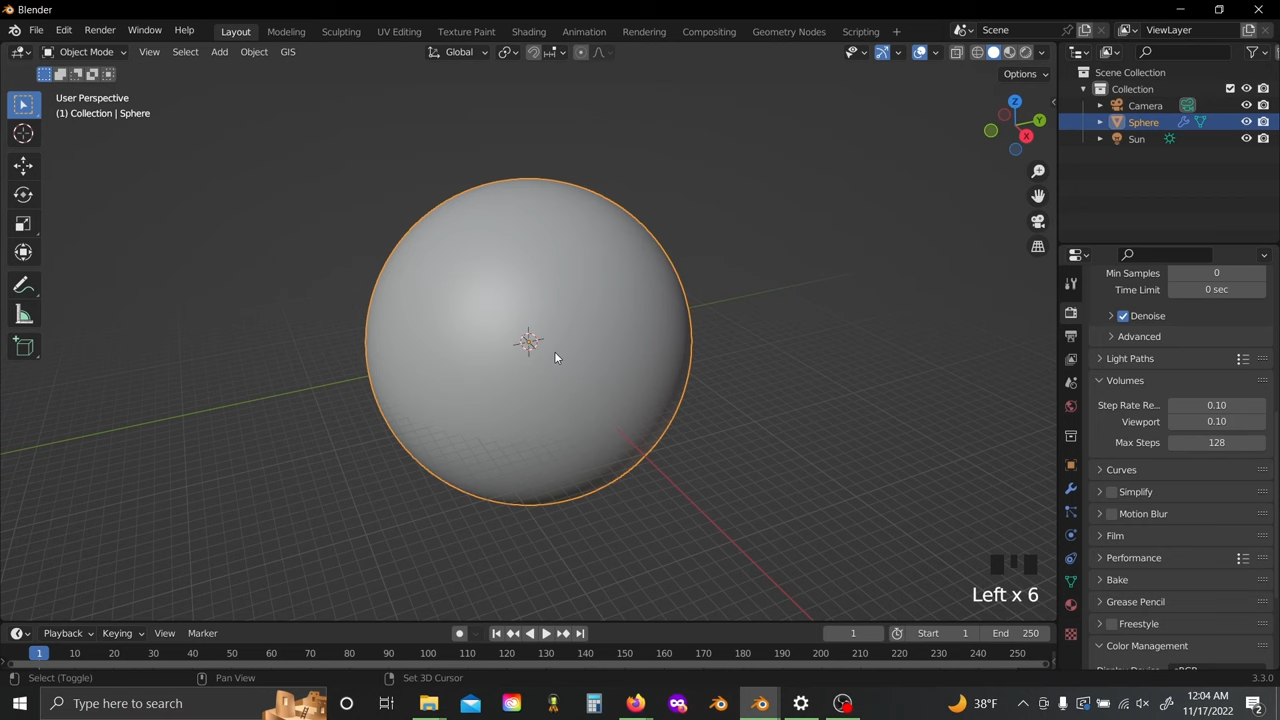 Blender
File Edit Render Window Help
Layout Modeling Sculpting UV Editing Texture Paint Shading Animation Rendering Compositing Geometry Nodes Scripting +
Scene
ViewLayer
Object Mode View Select Add Object GIS
Global
Options
User Perspective
(1) Collection | Sphere
Z
Y
X
Scene Collection
Collection
Camera
Sphere
Sun
Min Samples 0
Time Limit 0 sec
Denoise
Advanced
Light Paths
Volumes
Step Rate Re... 0.10
Viewport 0.10
Max Steps 128
Curves
Simplify
Motion Blur
Film
Performance
Bake
Grease Pencil
Freestyle
Color Management
Left x 6
Playback Keying View Marker
1 Start 1 End 250
1 10 20 30 40 50 60 70 80 90 100 110 120 130 140 150 160 170 180 190 200 210 220 230 240 250
Select (Toggle) Pan View Set 3D Cursor 3.3.0
Type here to search
38°F
12:04 AM
11/17/2022